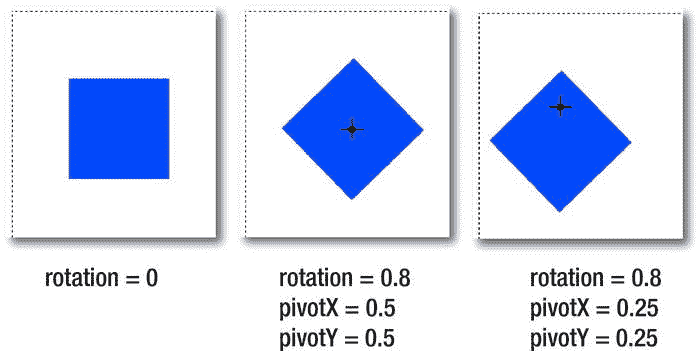 rotation = 0
rotation = 0.8
pivotX = 0.5
pivotY = 0.5
rotation = 0.8
pivotX = 0.25
pivotY = 0.25